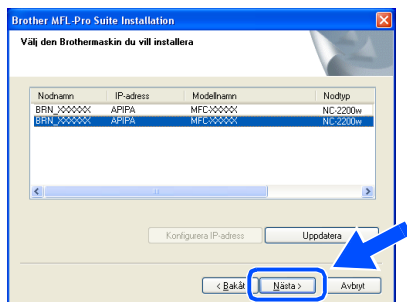 Brother MFL-Pro Suite Installation
Välj den Brothermaskin du vill installera
Nodnamn IP-adress Modellnamn Nodtyp
BRN_XXXXXX APIPA MFC-XXXXX NC-2200w
BRN_XXXXXX APIPA MFC-XXXXX NC-2200w
Konfigurera IP-adress Uppdatera
< Bakåt Nästa > Avbryt